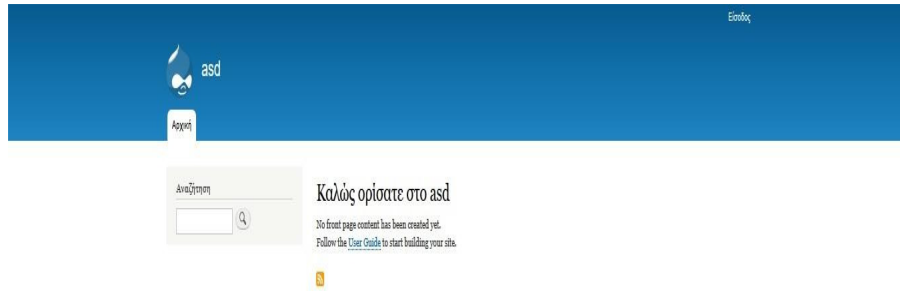 Είσοδος
asd
Αρχική
Αναζήτηση
Καλώς ορίσατε στο asd
No front page content has been created yet.
Follow the User Guide to start building your site.